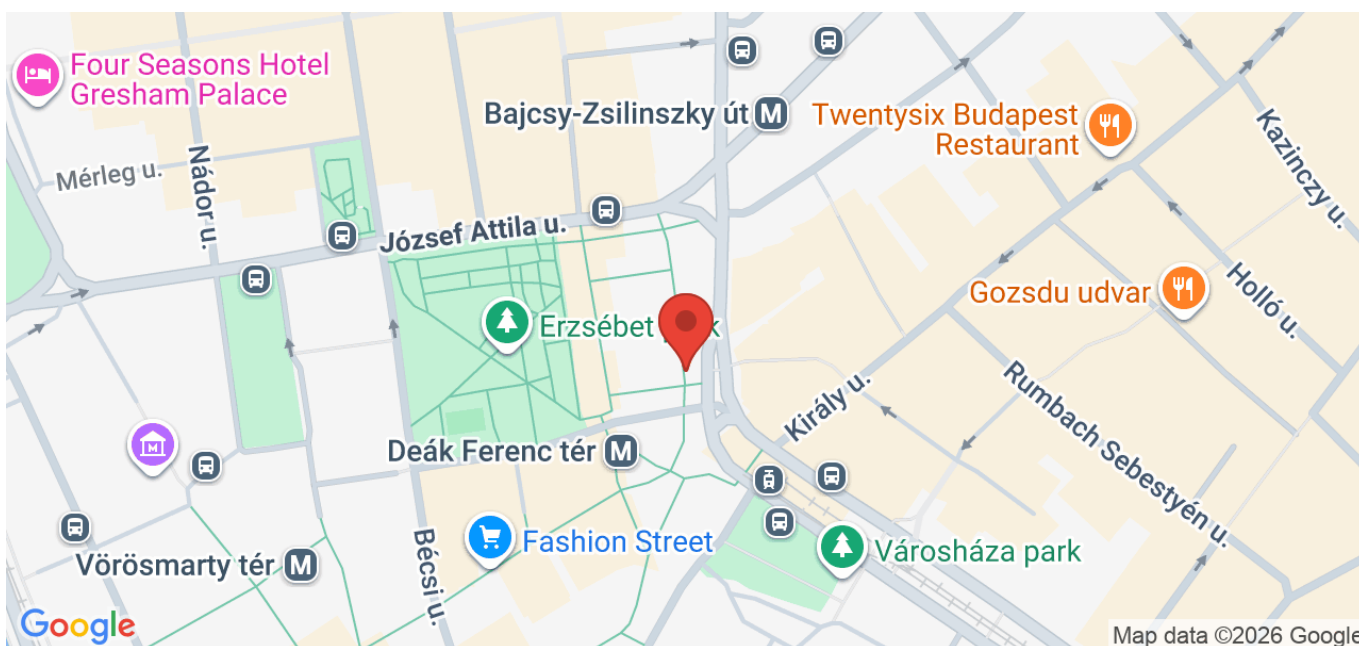 Four Seasons Hotel
Gresham Palace
Bajcsy-Zsilinszky út
M
Twentysix Budapest
Restaurant
Kazinczy u.
Mérleg u.
Nádor u.
József Attila u.
Gozsdu udvar
Holló u.
Erzsébet
Király u.
Rumbach Sebestyén u.
Deák Ferenc tér
M
M
Bécsi u.
Fashion Street
Városháza park
Vörösmarty tér
M
Google
Map data ©2026 Google